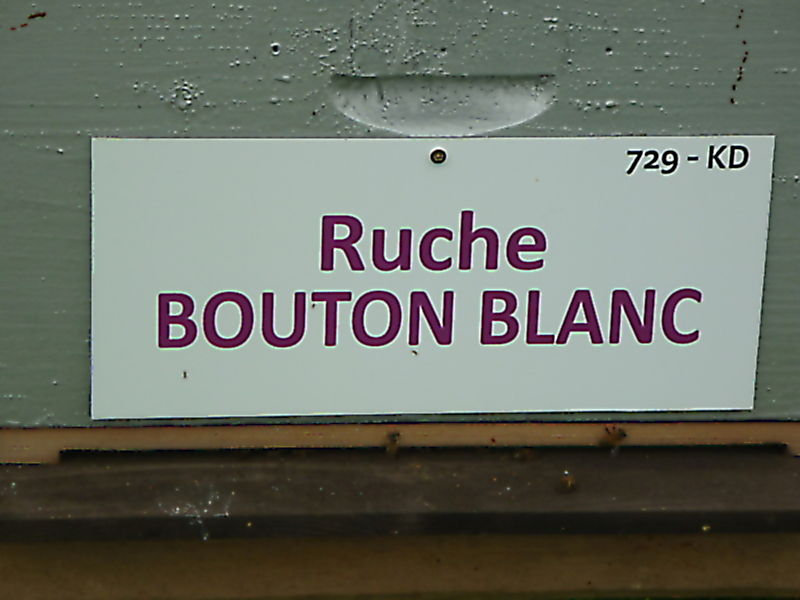 729 - KD
Ruche
BOUTON BLANC